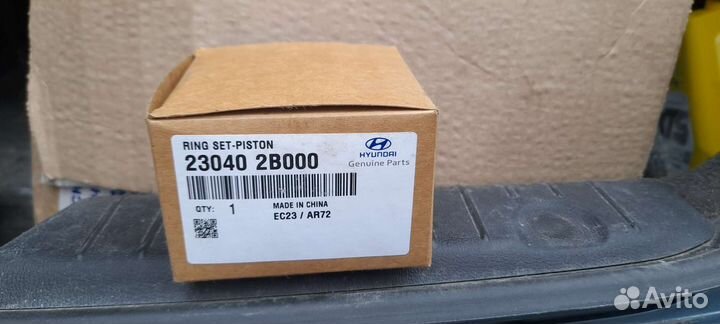 RING SET-PISTON
23040 2B000
HYUNDAI
Genuine Parts
QTY: 1
MADE IN CHINA
EC23 / AR72
Avito